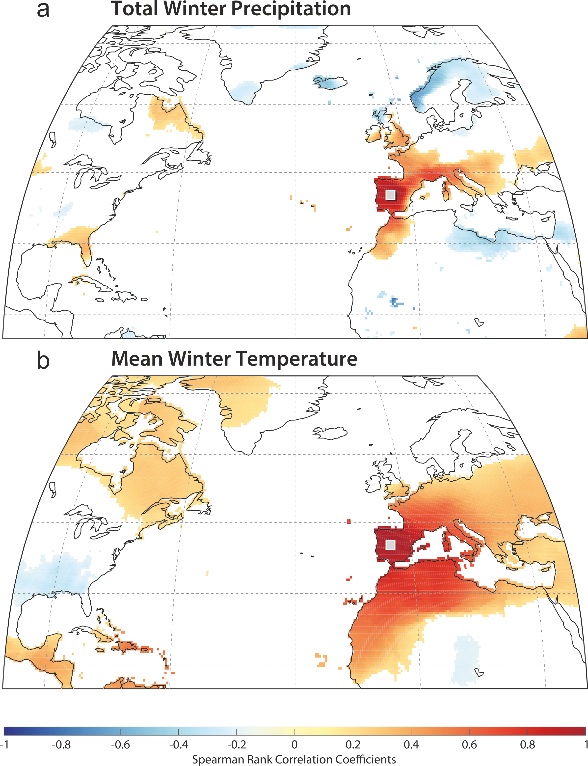 a Total Winter Precipitation
b Mean Winter Temperature
-1 -0.8 -0.6 -0.4 -0.2 0 0.2 0.4 0.6 0.8 1
Spearman Rank Correlation Coefficients